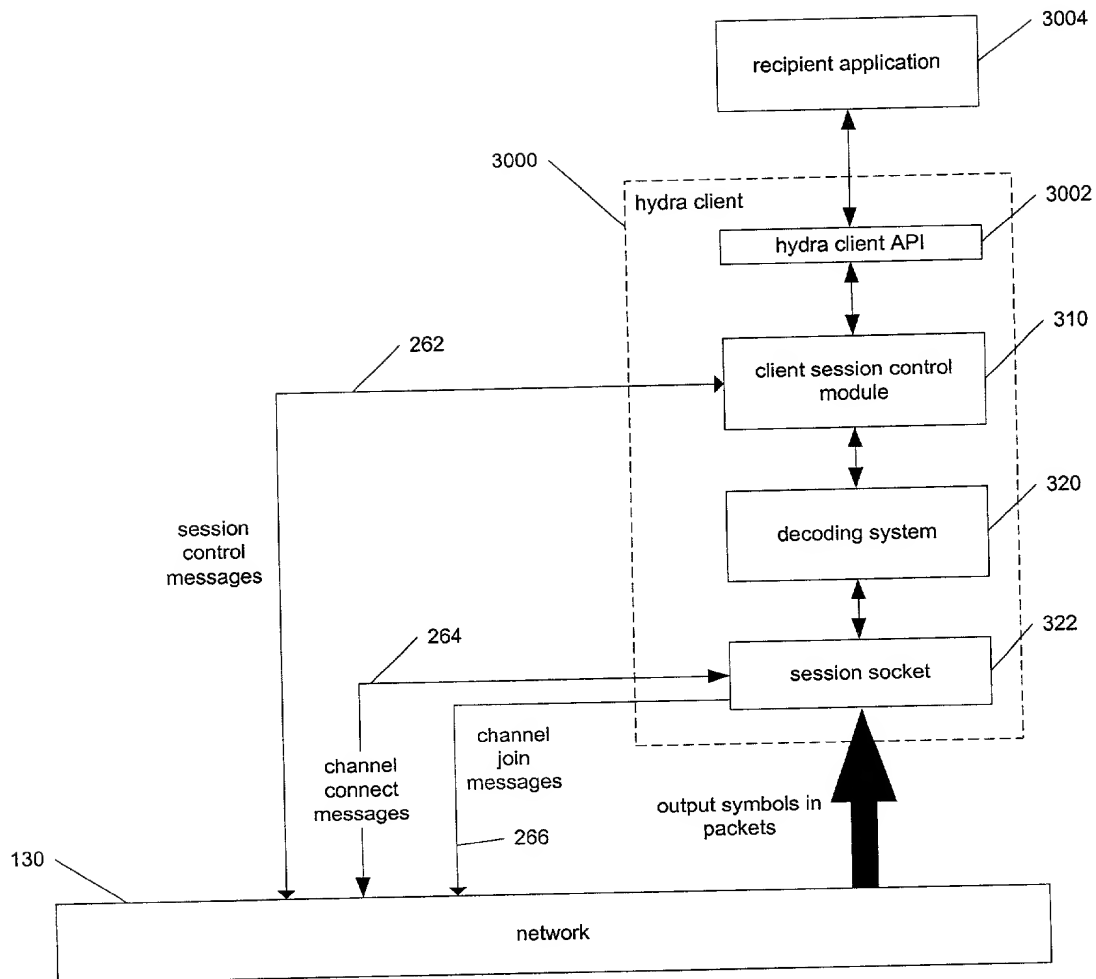 3004
recipient application
3000
hydra client
3002
hydra client API
310
262
client session control
module
320
session
control
messages
decoding system
264
322
session socket
channel
join
messages
channel
connect
messages
output symbols in
packets
266
130
network